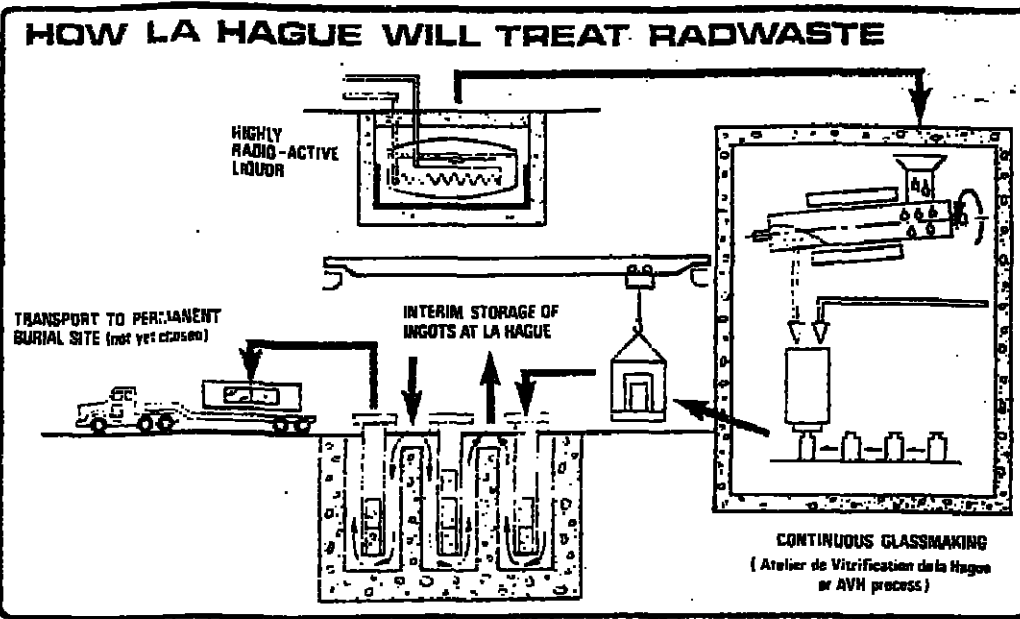 HOW LA HAGUE WILL TREAT RADWASTE
HIGHLY
RADIO-ACTIVE
LIQUOR
TRANSPORT TO PERMANENT
BURIAL SITE (not yet chosen)
INTERIM STORAGE OF
INGOTS AT LA HAGUE
CONTINUOUS GLASSMAKING
( Atelier de Vitrification de la Hague
or AVH process )